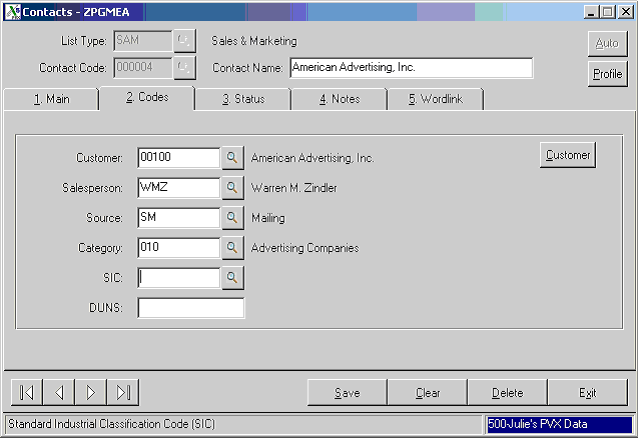 Contacts - ZPGMEA
List Type: SAM Sales & Marketing Auto
Contact Code: 000004 Contact Name: American Advertising, Inc. Profile
1. Main 2. Codes 3. Status 4. Notes 5. Wordlink
Customer: 00100 American Advertising, Inc. Customer
Salesperson: WMZ Warren M. Zindler
Source: SM Mailing
Category: 010 Advertising Companies
SIC:
DUNS:
Save Clear Delete Exit
Standard Industrial Classification Code (SIC) 500-Julie's PVX Data